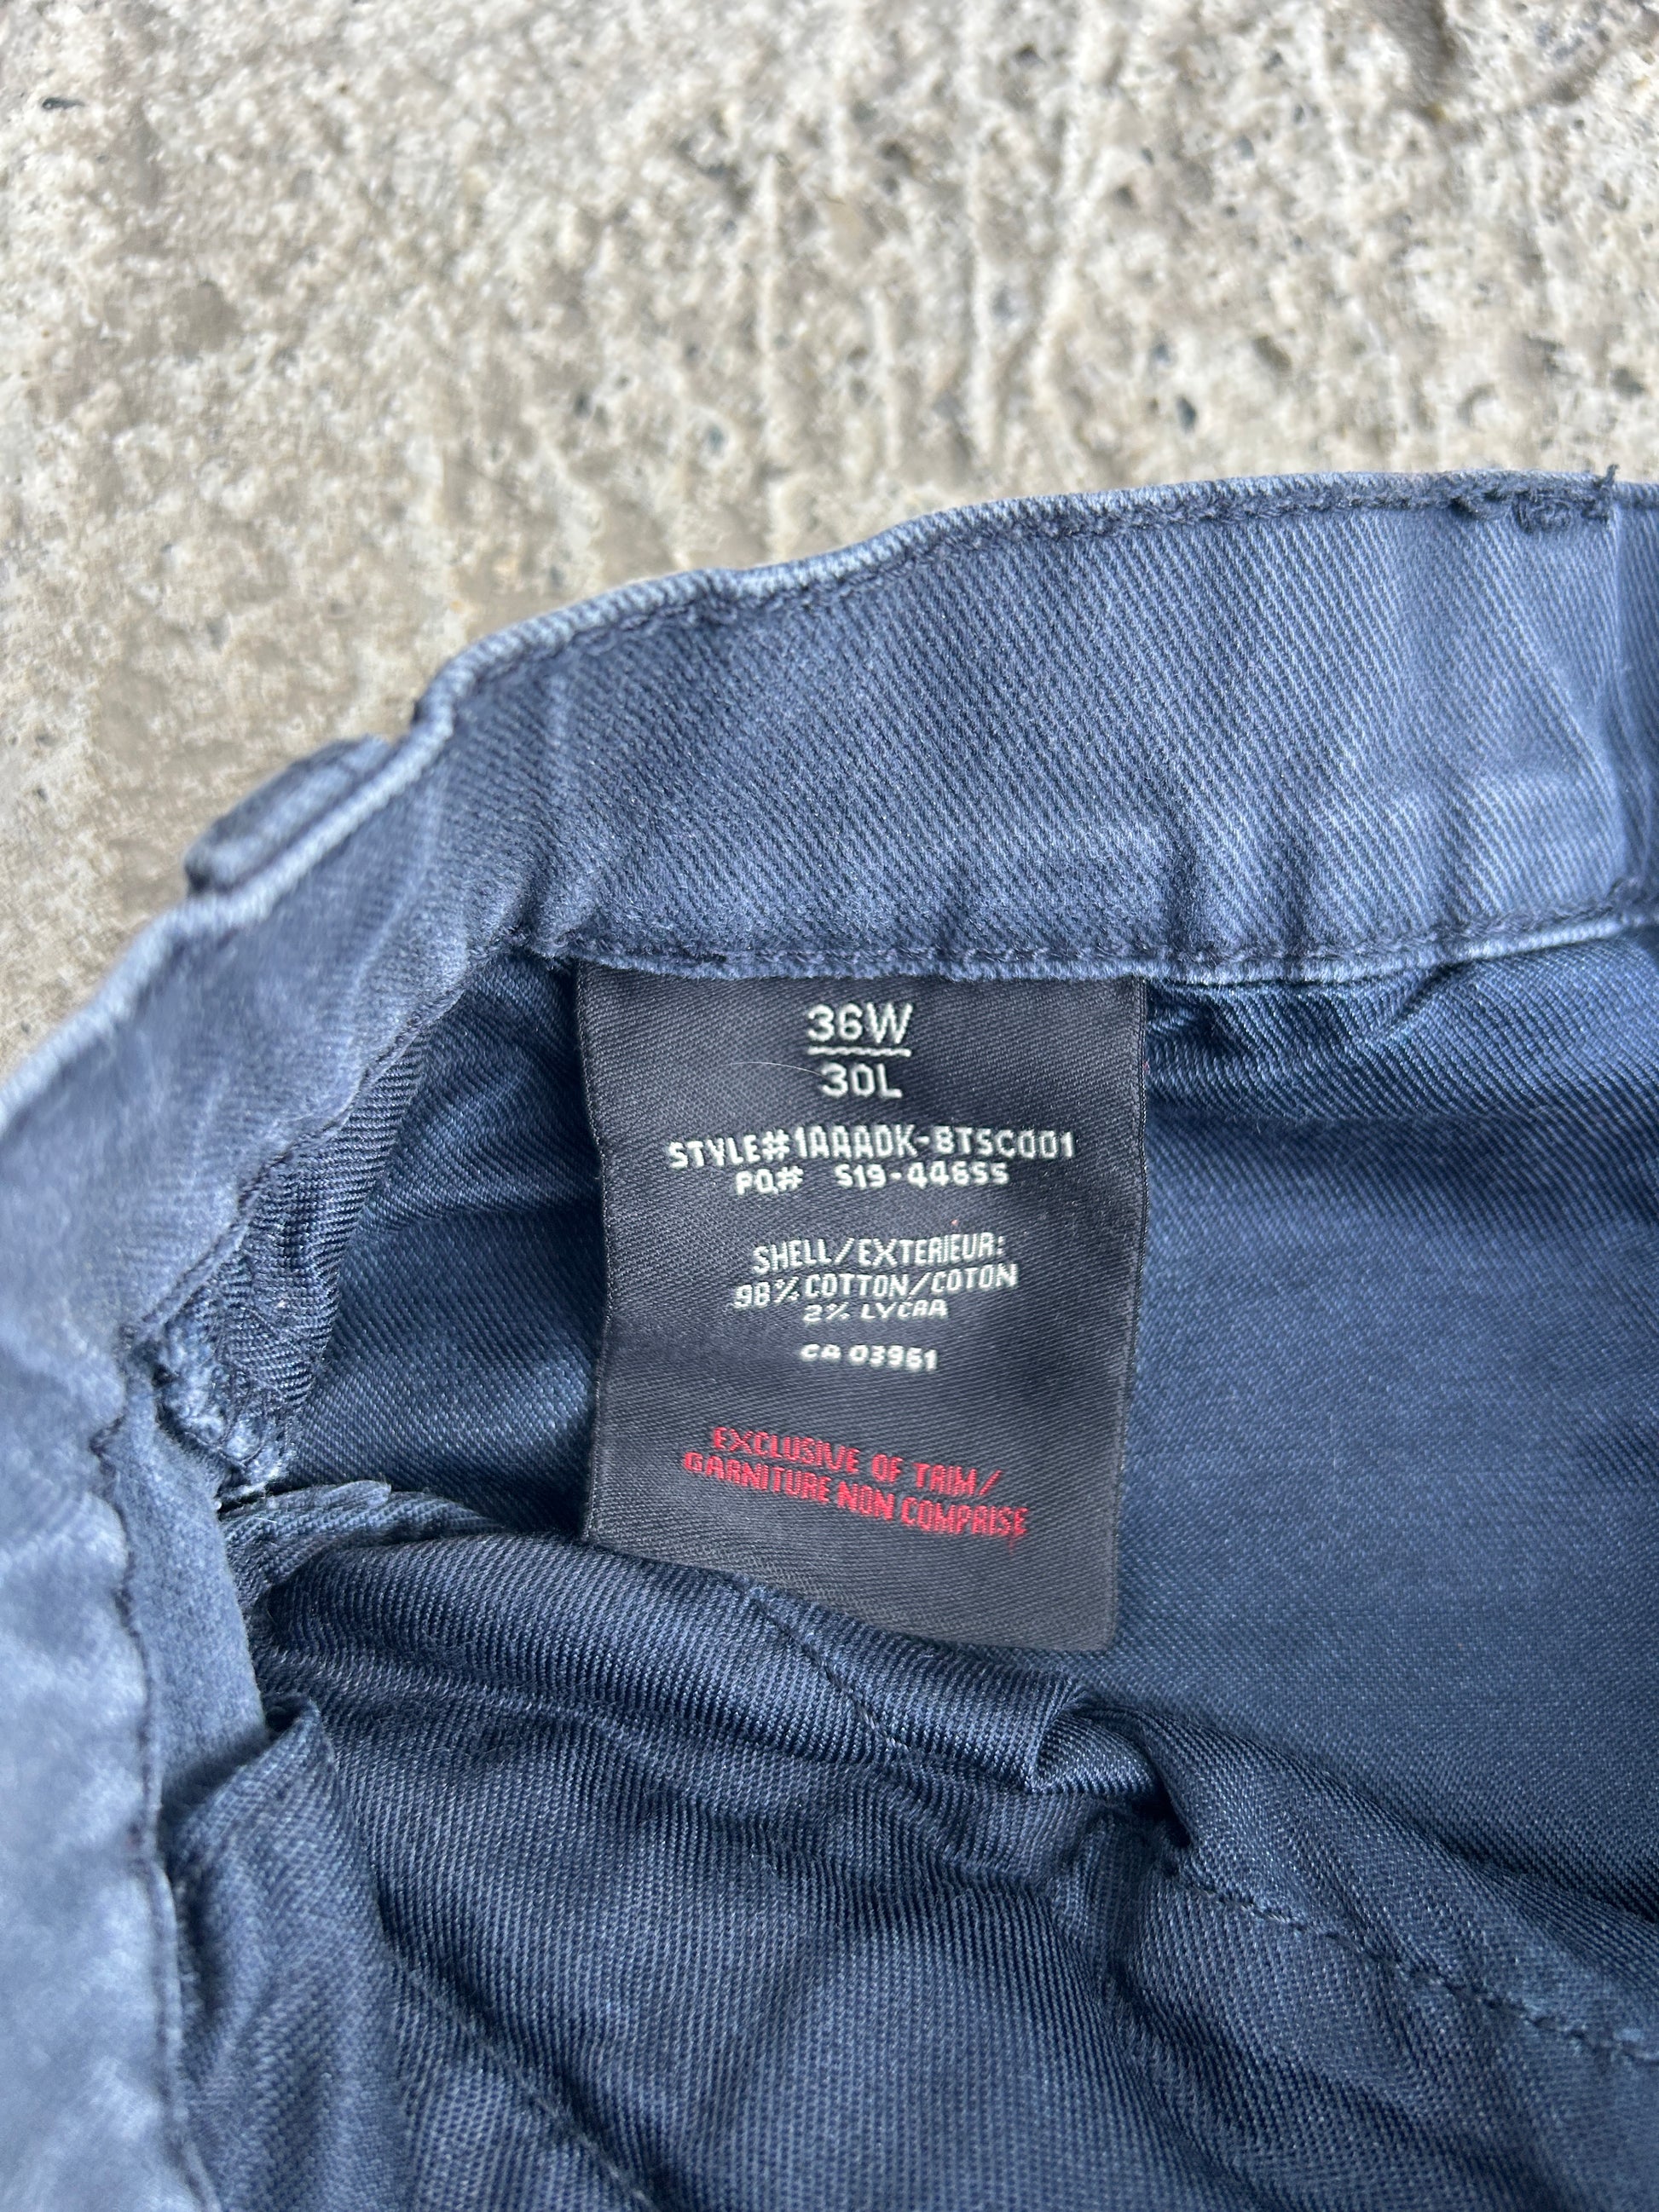 36W
30L
STYLE# 1AAADK-BTSC001
PO# S19-44655
SHELL/EXTERIEUR:
98% COTTON/COTON
2% LYCRA
CA 03961
EXCLUSIVE OF TRIM/
GARNITURE NON COMPRISE